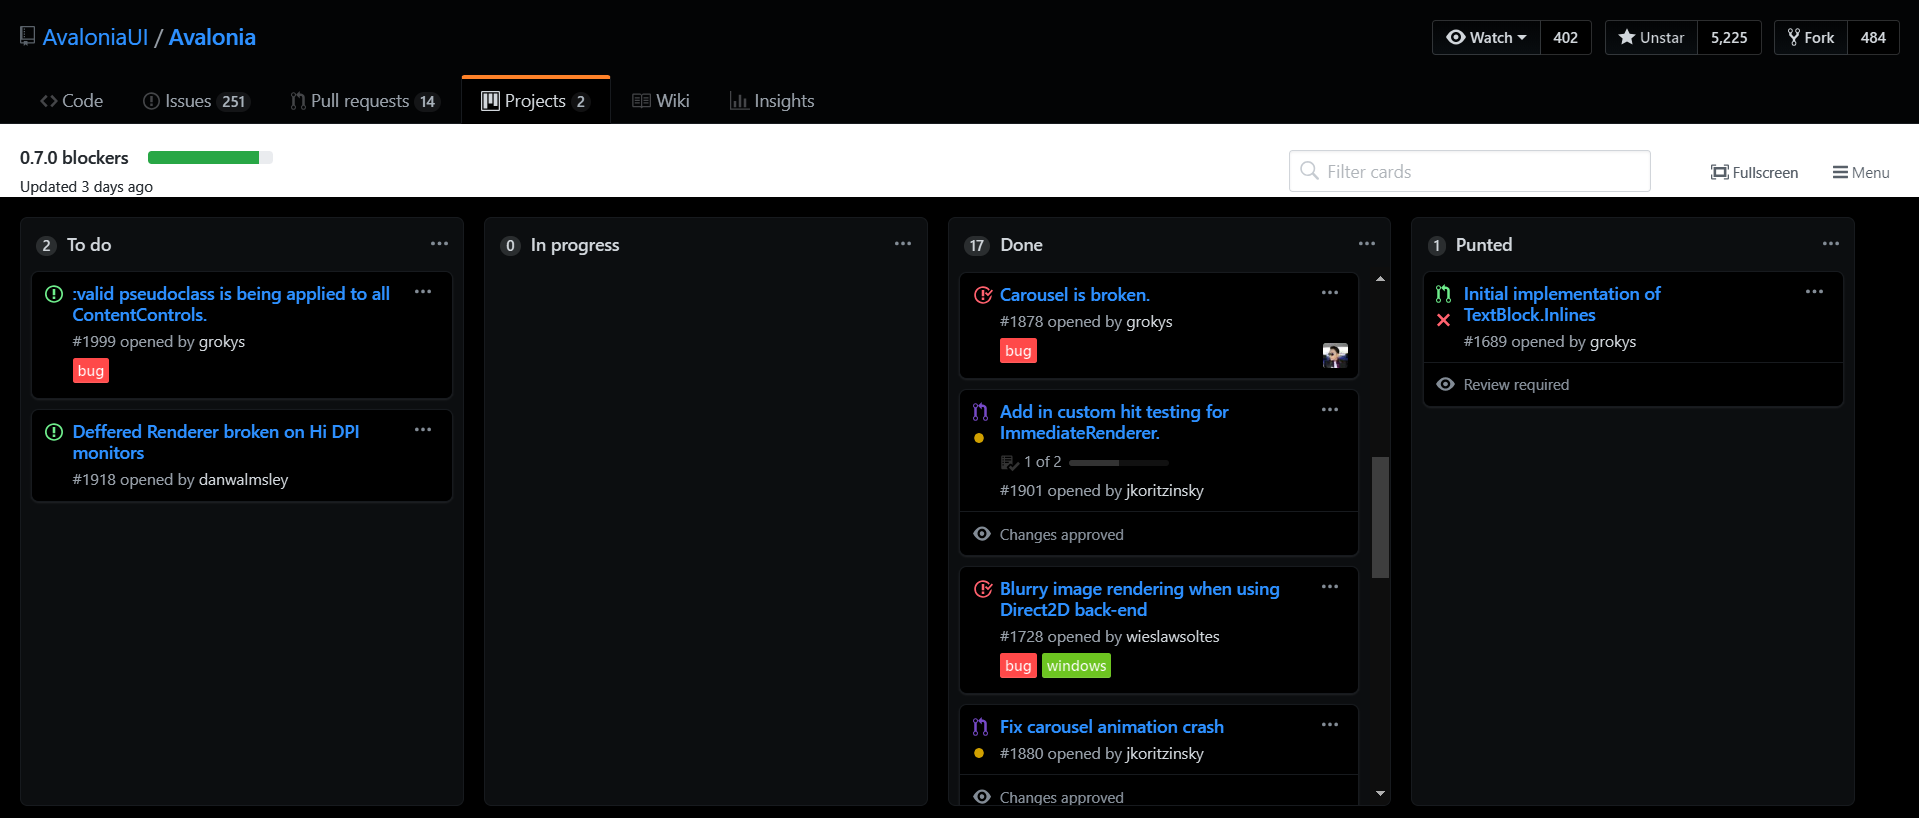 AvaloniaUI / Avalonia
Watch 402
Unstar 5,225
Fork 484
Code
Issues 251
Pull requests 14
Projects 2
Wiki
Insights
0.7.0 blockers
Updated 3 days ago
Filter cards
Fullscreen
Menu
2 To do
:valid pseudoclass is being applied to all
ContentControls.
#1999 opened by grokys
bug
Deffered Renderer broken on Hi DPI
monitors
#1918 opened by danwalmsley
0 In progress
17 Done
Carousel is broken.
#1878 opened by grokys
bug
Add in custom hit testing for
ImmediateRenderer.
1 of 2
#1901 opened by jkoritzinsky
Changes approved
Blurry image rendering when using
Direct2D back-end
#1728 opened by wieslawsoltes
bug windows
Fix carousel animation crash
#1880 opened by jkoritzinsky
Changes approved
1 Punted
Initial implementation of
TextBlock.Inlines
#1689 opened by grokys
Review required